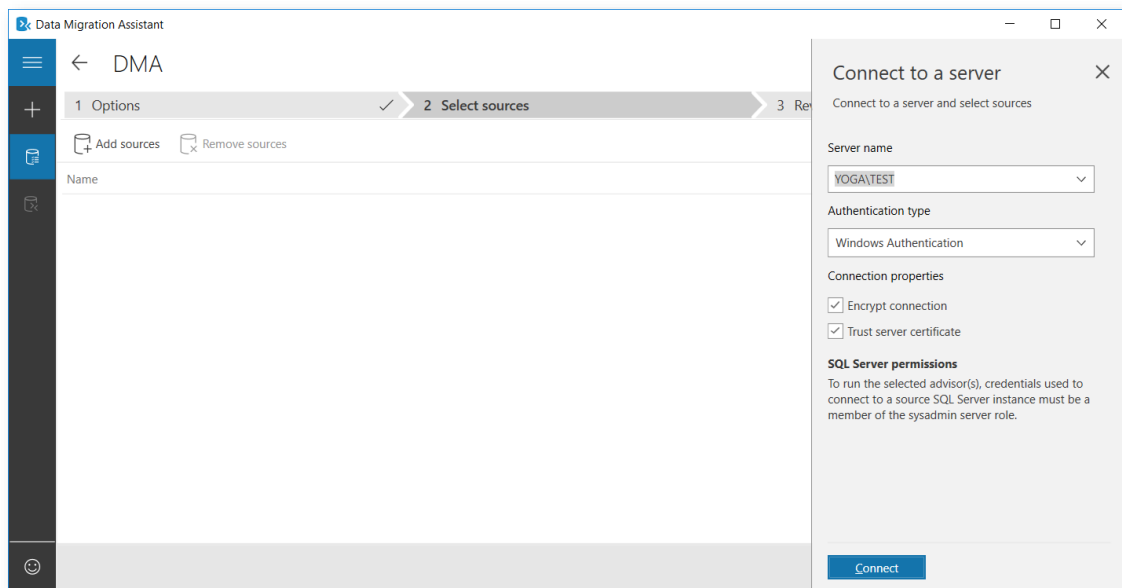 Data Migration Assistant
DMA
1 Options
2 Select sources
3 Re
Add sources
Remove sources
Name
Connect to a server
Connect to a server and select sources
Server name
YOGA\TEST
Authentication type
Windows Authentication
Connection properties
Encrypt connection
Trust server certificate
SQL Server permissions
To run the selected advisor(s), credentials used to
connect to a source SQL Server instance must be a
member of the sysadmin server role.
Connect